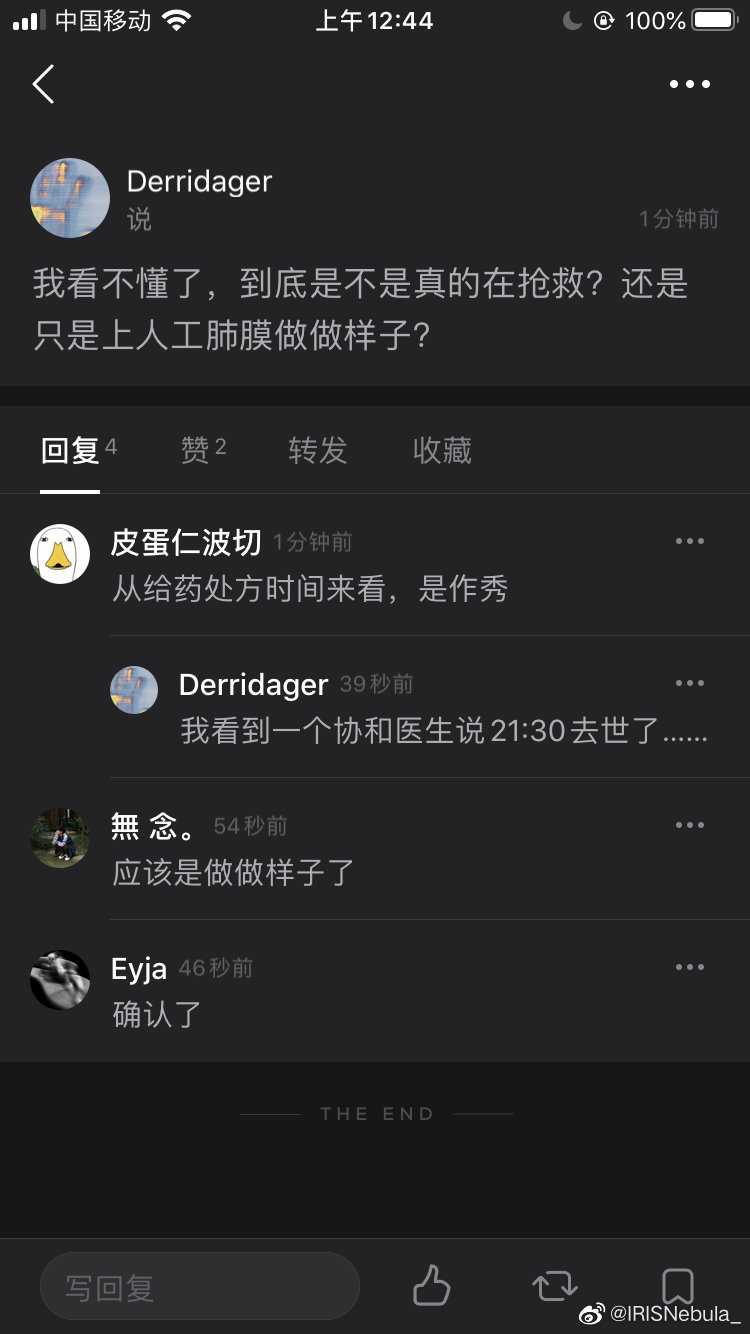 中国移动
上午12:44
100%
Derridager
说
1分钟前
我看不懂了，到底是不是真的在抢救？还是
只是上人工肺膜做做样子？
回复 4
赞 2
转发
收藏
皮蛋仁波切 1分钟前
从给药处方时间来看，是作秀
Derridager 39秒前
我看到一个协和医生说21:30去世了……
無 念。 54秒前
应该是做做样子了
Eyja 46秒前
确认了
THE END
写回复
@IRISNebula_